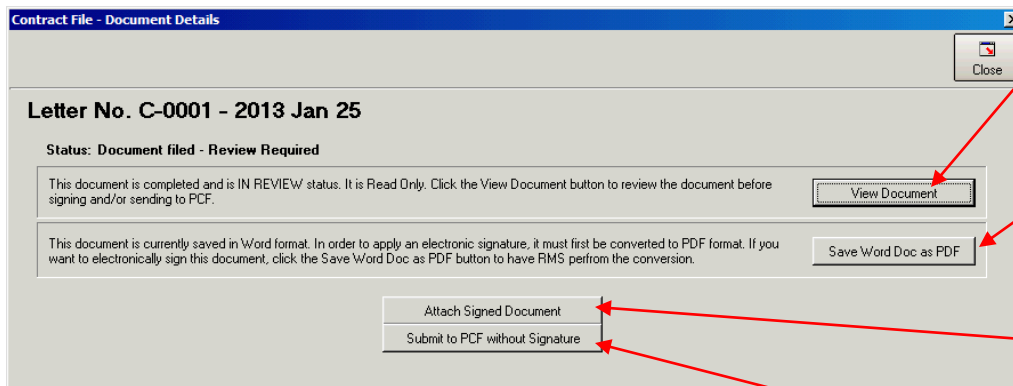 Contract File - Document Details
Close
Letter No. C-0001 - 2013 Jan 25
Status: Document filed - Review Required
This document is completed and is IN REVIEW status. It is Read Only. Click the View Document button to review the document before
signing and/or sending to PCF.
View Document
This document is currently saved in Word format. In order to apply an electronic signature, it must first be converted to PDF format. If you
want to electronically sign this document, click the Save Word Doc as PDF button to have RMS perfrom the conversion.
Save Word Doc as PDF
Attach Signed Document
Submit to PCF without Signature